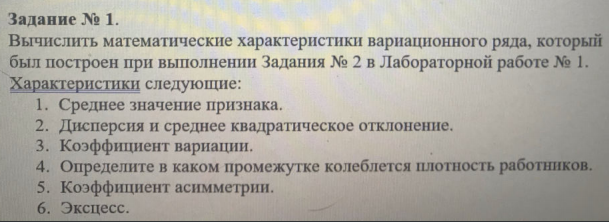 Задание № 1.
Вычислить математические характеристики вариационного ряда, который
был построен при выполнении Задания № 2 в Лабораторной работе № 1.
Характеристики следующие:
1. Среднее значение признака.
2. Дисперсия и среднее квадратическое отклонение.
3. Коэффициент вариации.
4. Определите в каком промежутке колеблется плотность работников.
5. Коэффициент асимметрии.
6. Эксцесс.